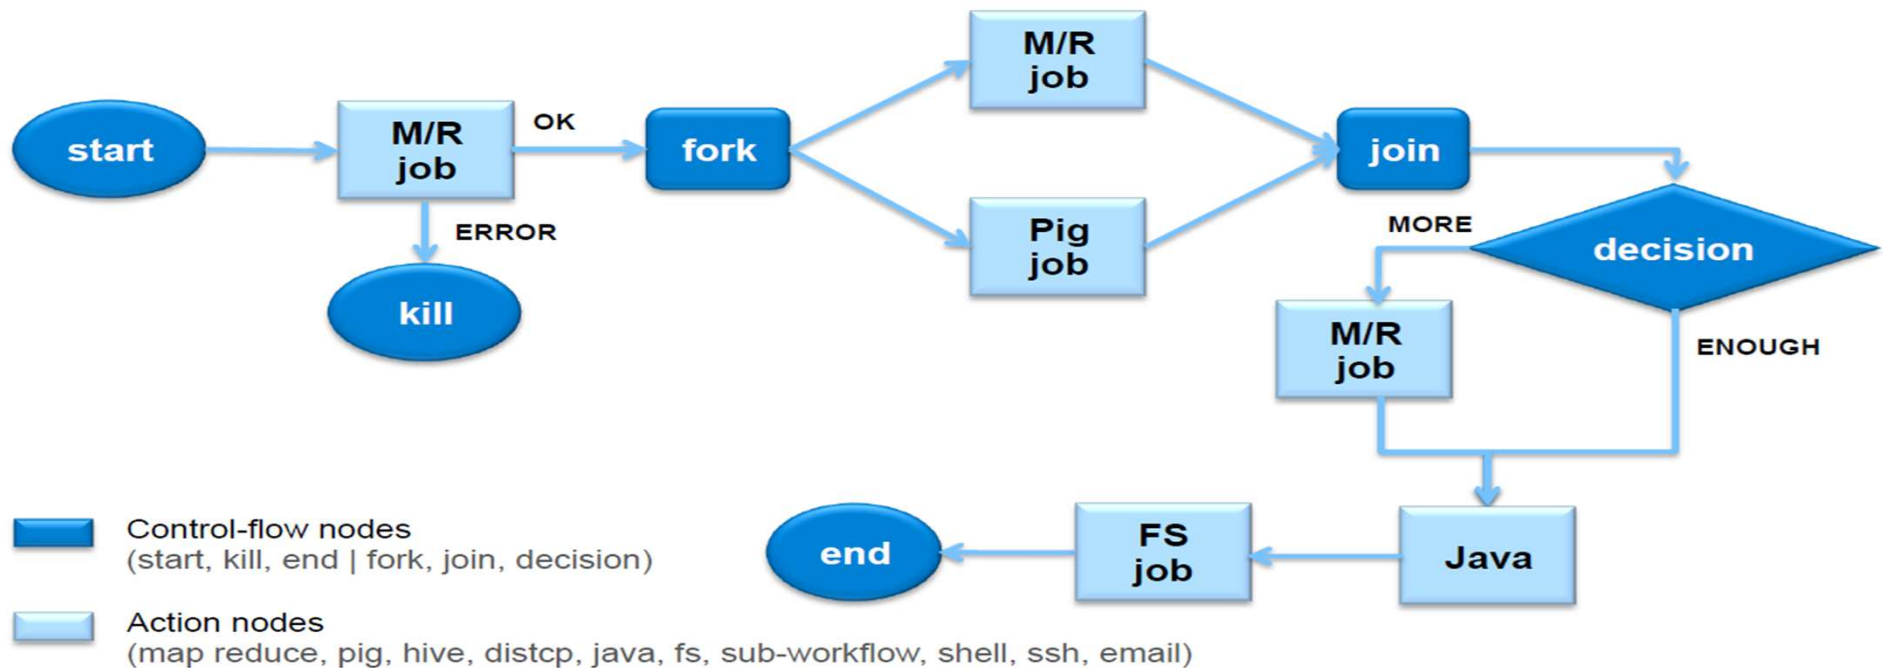 start
M/R
job
OK
ERROR
kill
fork
M/R
job
Pig
job
join
decision
MORE
M/R
job
ENOUGH
Java
FS
job
end
Control-flow nodes
(start, kill, end | fork, join, decision)
Action nodes
(map reduce, pig, hive, distcp, java, fs, sub-workflow, shell, ssh, email)